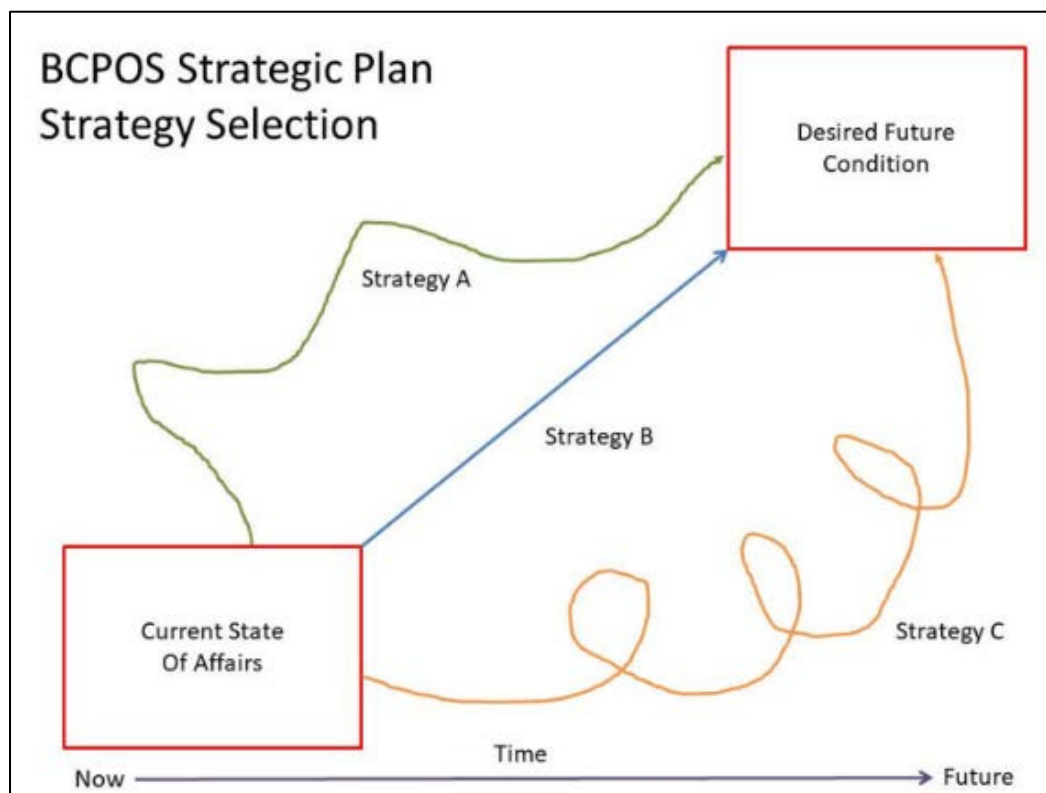 BCPOS Strategic Plan
Strategy Selection
Desired Future
Condition
Strategy A
Strategy B
Strategy C
Current State
Of Affairs
Time
Now
Future